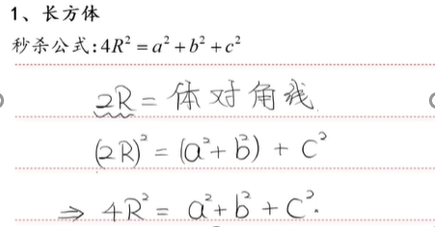 1、长方体
秒杀公式:4R²=a²+b²+c²
2R=体对角线
(2R)²=(a²+b²)+c²
⇒ 4R²=a²+b²+c².